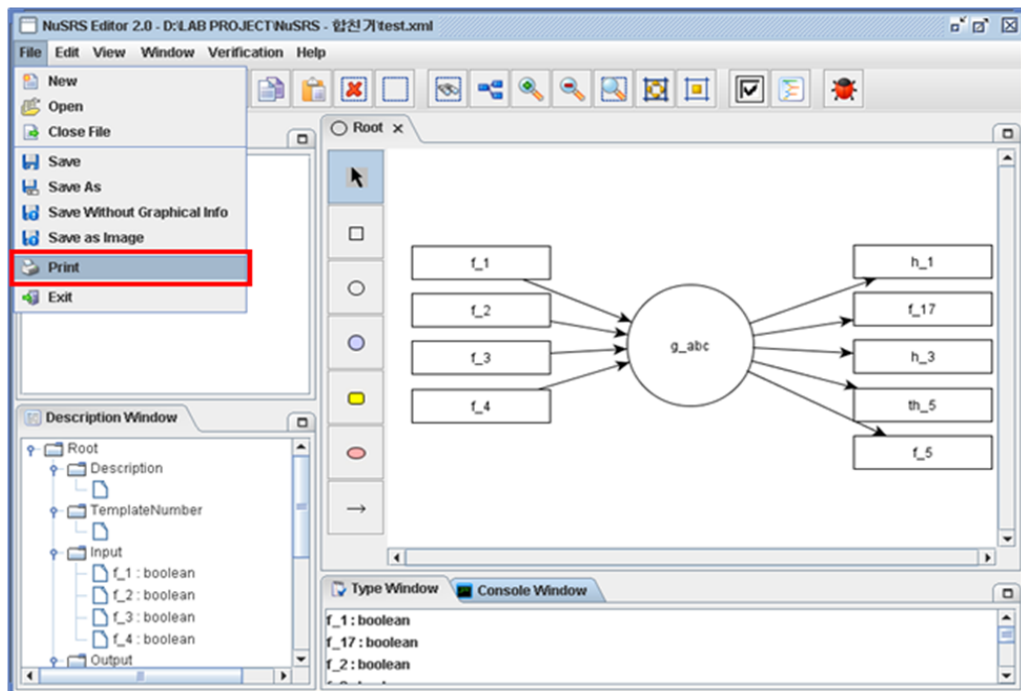 NuSRS Editor 2.0 - D:\LAB PROJECT\NuSRS - 합친거\test.xml
File Edit View Window Verification Help
New
Open
Close File
Save
Save As
Save Without Graphical Info
Save as Image
Print
Exit
Root
f_1
f_2
f_3
f_4
g_abc
h_1
f_17
h_3
th_5
f_5
Description Window
Root
Description
TemplateNumber
Input
f_1 : boolean
f_2 : boolean
f_3 : boolean
f_4 : boolean
Output
Type Window Console Window
f_1 : boolean
f_17 : boolean
f_2 : boolean